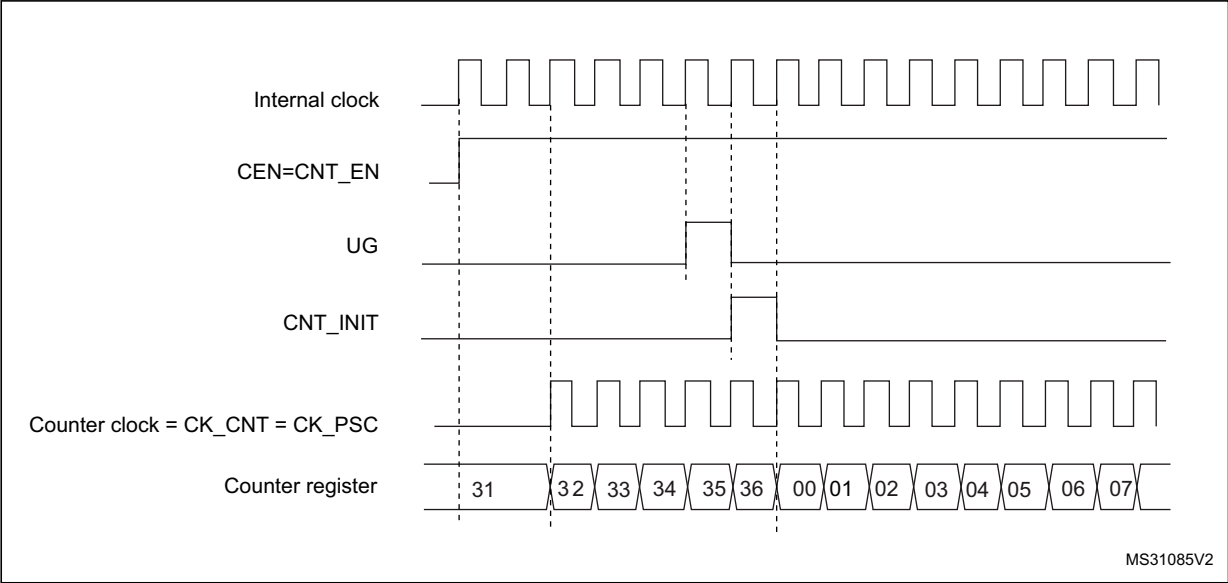 Internal clock
CEN=CNT_EN
UG
CNT_INIT
Counter clock = CK_CNT = CK_PSC
Counter register 31 32 33 34 35 36 00 01 02 03 04 05 06 07
MS31085V2